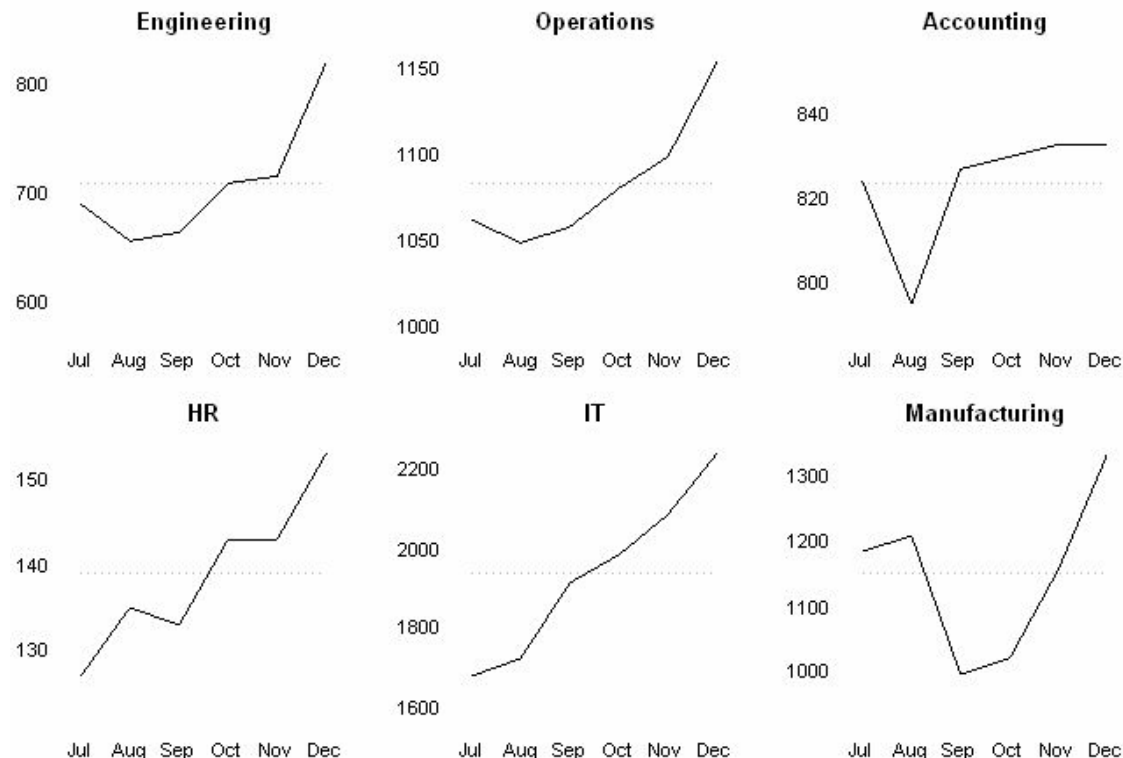 Engineering
800
700
600
Jul Aug Sep Oct Nov Dec
Operations
1150
1100
1050
1000
Jul Aug Sep Oct Nov Dec
Accounting
840
820
800
Jul Aug Sep Oct Nov Dec
HR
150
140
130
Jul Aug Sep Oct Nov Dec
IT
2200
2000
1800
1600
Jul Aug Sep Oct Nov Dec
Manufacturing
1300
1200
1100
1000
Jul Aug Sep Oct Nov Dec